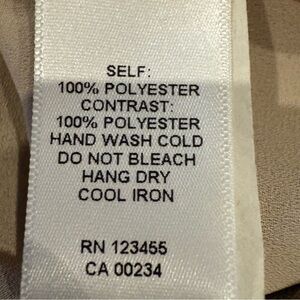 SELF:
100% POLYESTER
CONTRAST:
100% POLYESTER
HAND WASH COLD
DO NOT BLEACH
HANG DRY
COOL IRON
RN 123455
CA 00234